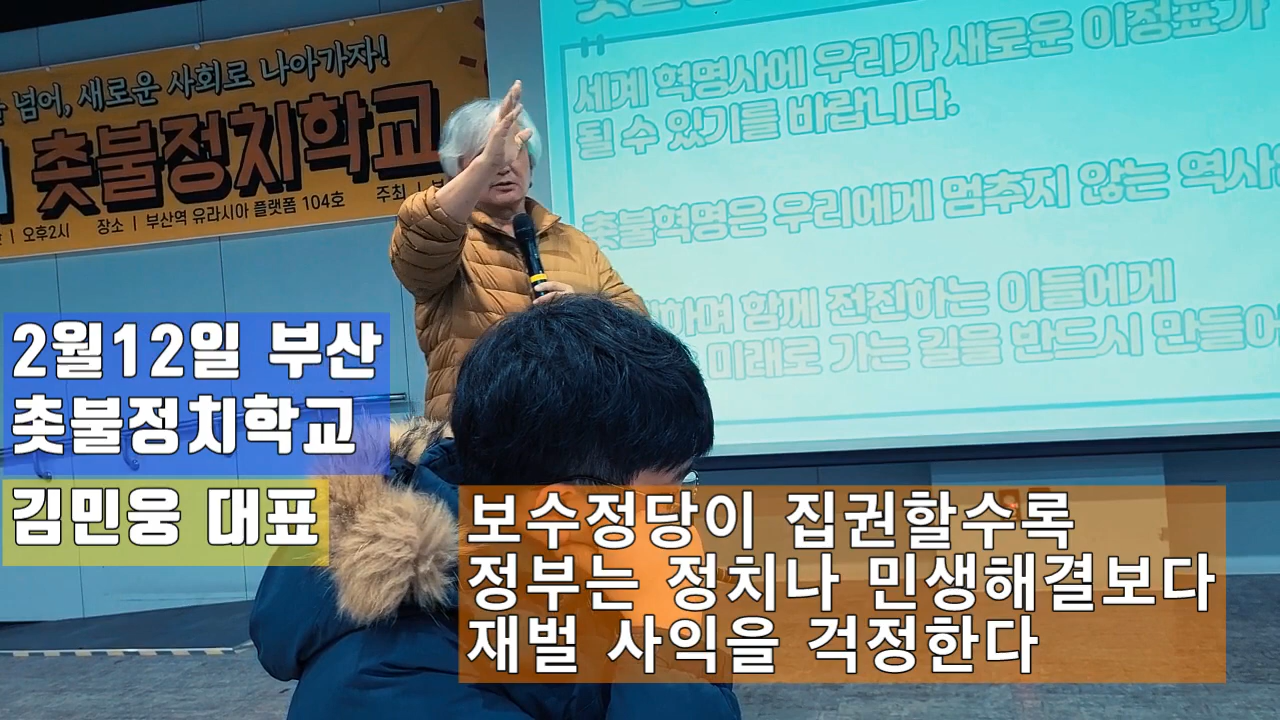 넘어, 새로운 사회로 나아가자!
촛불정치학교
오후2시 장소 | 부산역 유라시아 플랫폼 104호 주최 |
세계 혁명사에 우리가 새로운 이정표가
될 수 있기를 바랍니다.
촛불혁명은 우리에게 멈추지 않는 역사
함께 전진하는 이들에게
미래로 가는 길을 반드시 만들어
2월12일 부산
촛불정치학교
김민웅 대표
보수정당이 집권할수록
정부는 정치나 민생해결보다
재벌 사익을 걱정한다